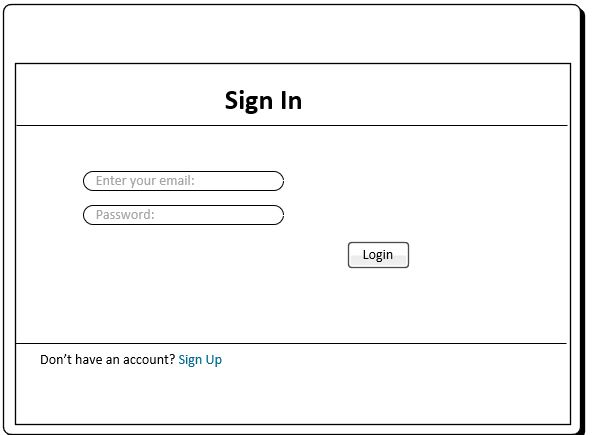 Sign In
Enter your email:
Password:
Login
Don’t have an account? Sign Up